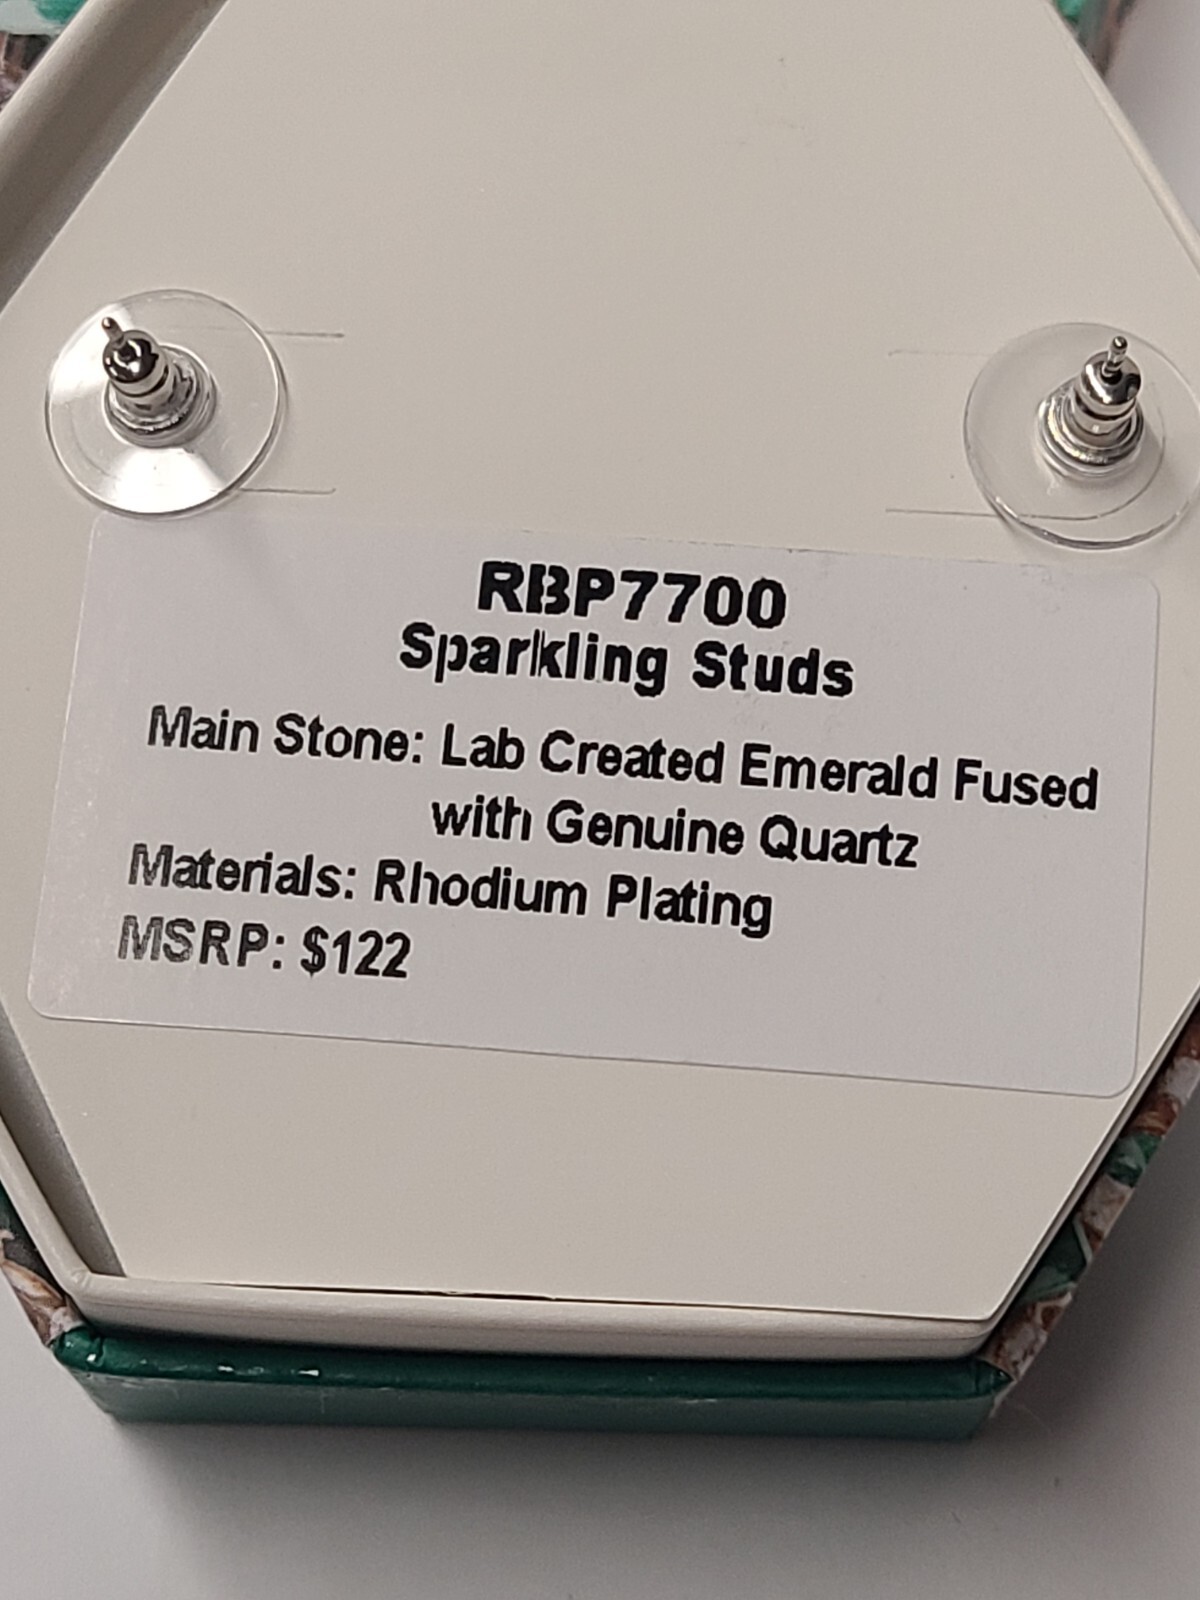 RBP7700
Sparkling Studs
Main Stone: Lab Created Emerald Fused
with Genuine Quartz
Materials: Rhodium Plating
MSRP: $122